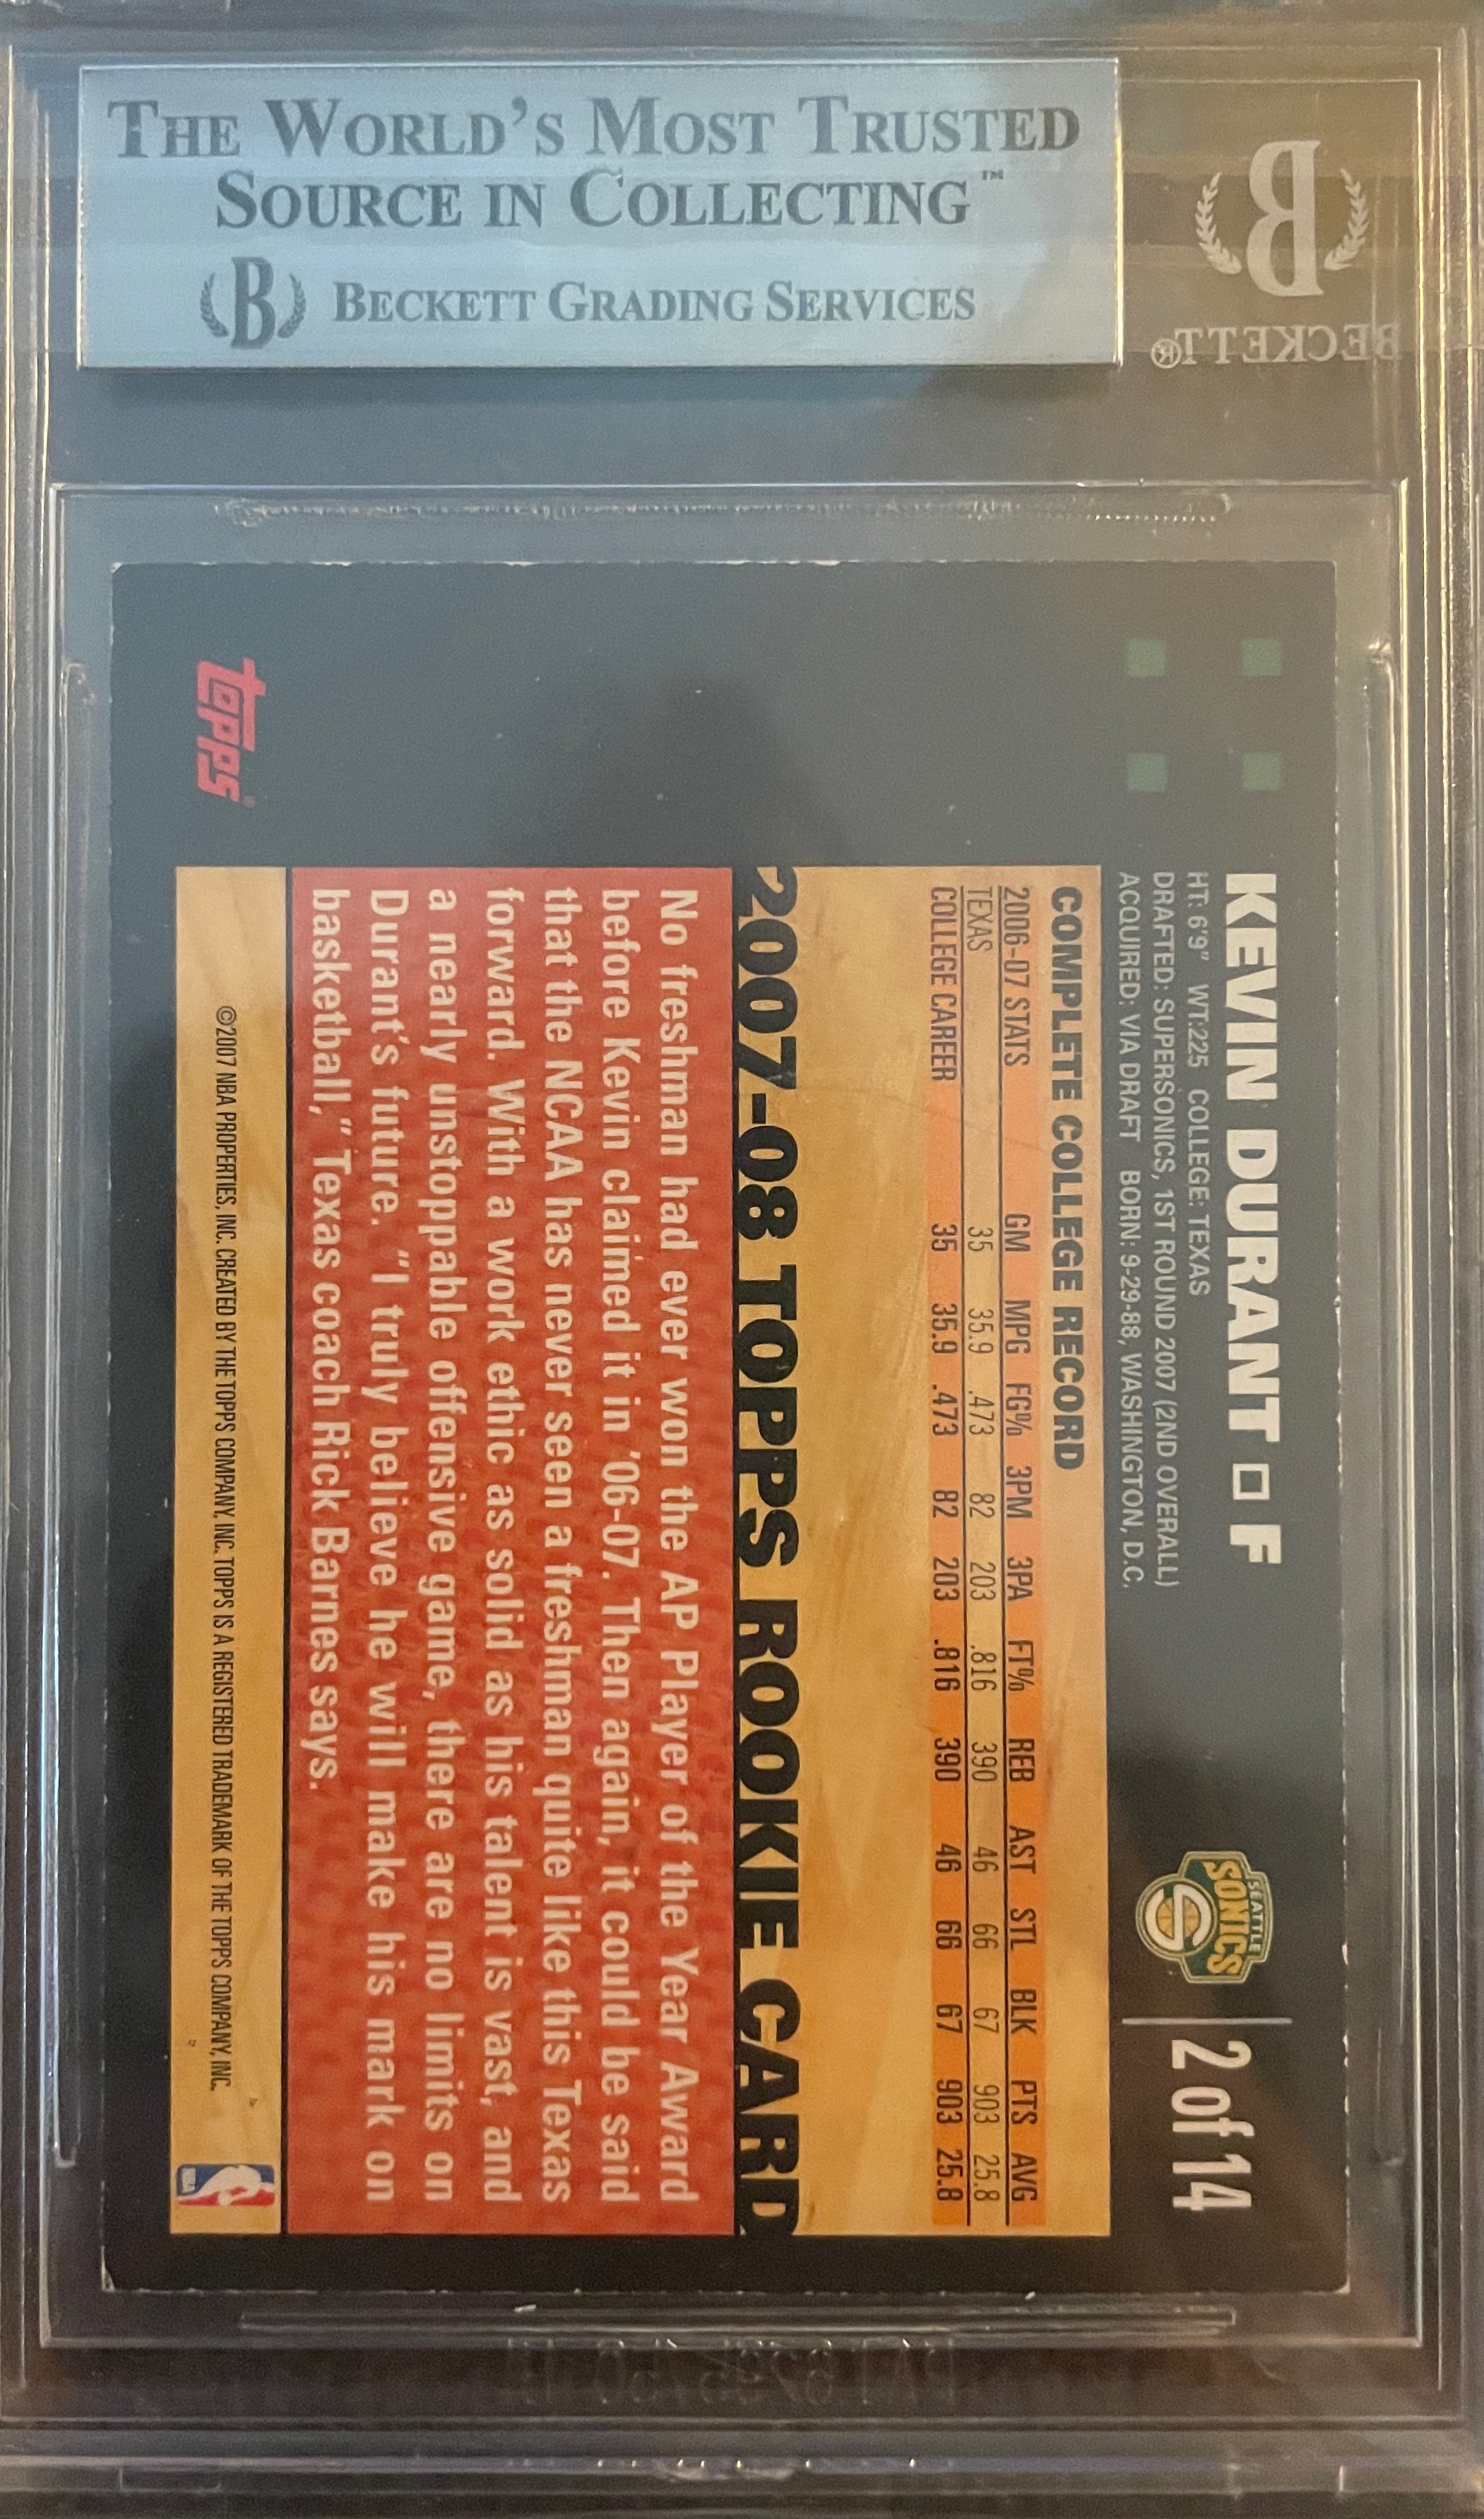 THE WORLD'S MOST TRUSTED
SOURCE IN COLLECTING™
B BECKETT GRADING SERVICES
B
BECKETT®
KEVIN DURANT □ F
HT: 6'9" WT:225 COLLEGE: TEXAS
DRAFTED: SUPERSONICS, 1ST ROUND 2007 (2ND OVERALL)
ACQUIRED: VIA DRAFT BORN: 9-29-88, WASHINGTON, D.C.
SEATTLE
SONICS
2 of 14
COMPLETE COLLEGE RECORD
2006-07 STATS GM MPG FG% 3PM 3PA FT% REB AST STL BLK PTS AVG
TEXAS 35 35.9 .473 82 203 .816 390 46 66 67 903 25.8
COLLEGE CAREER 35 35.9 .473 82 203 .816 390 46 66 67 903 25.8
2007-08 TOPPS ROOKIE CARD
No freshman had ever won the AP Player of the Year Award
before Kevin claimed it in '06-07. Then again, it could be said
that the NCAA has never seen a freshman quite like this Texas
forward. With a work ethic as solid as his talent is vast, and
a nearly unstoppable offensive game, there are no limits on
Durant's future. "I truly believe he will make his mark on
basketball," Texas coach Rick Barnes says.
©2007 NBA PROPERTIES, INC. CREATED BY THE TOPPS COMPANY, INC. TOPPS IS A REGISTERED TRADEMARK OF THE TOPPS COMPANY, INC.
NBA
topps®